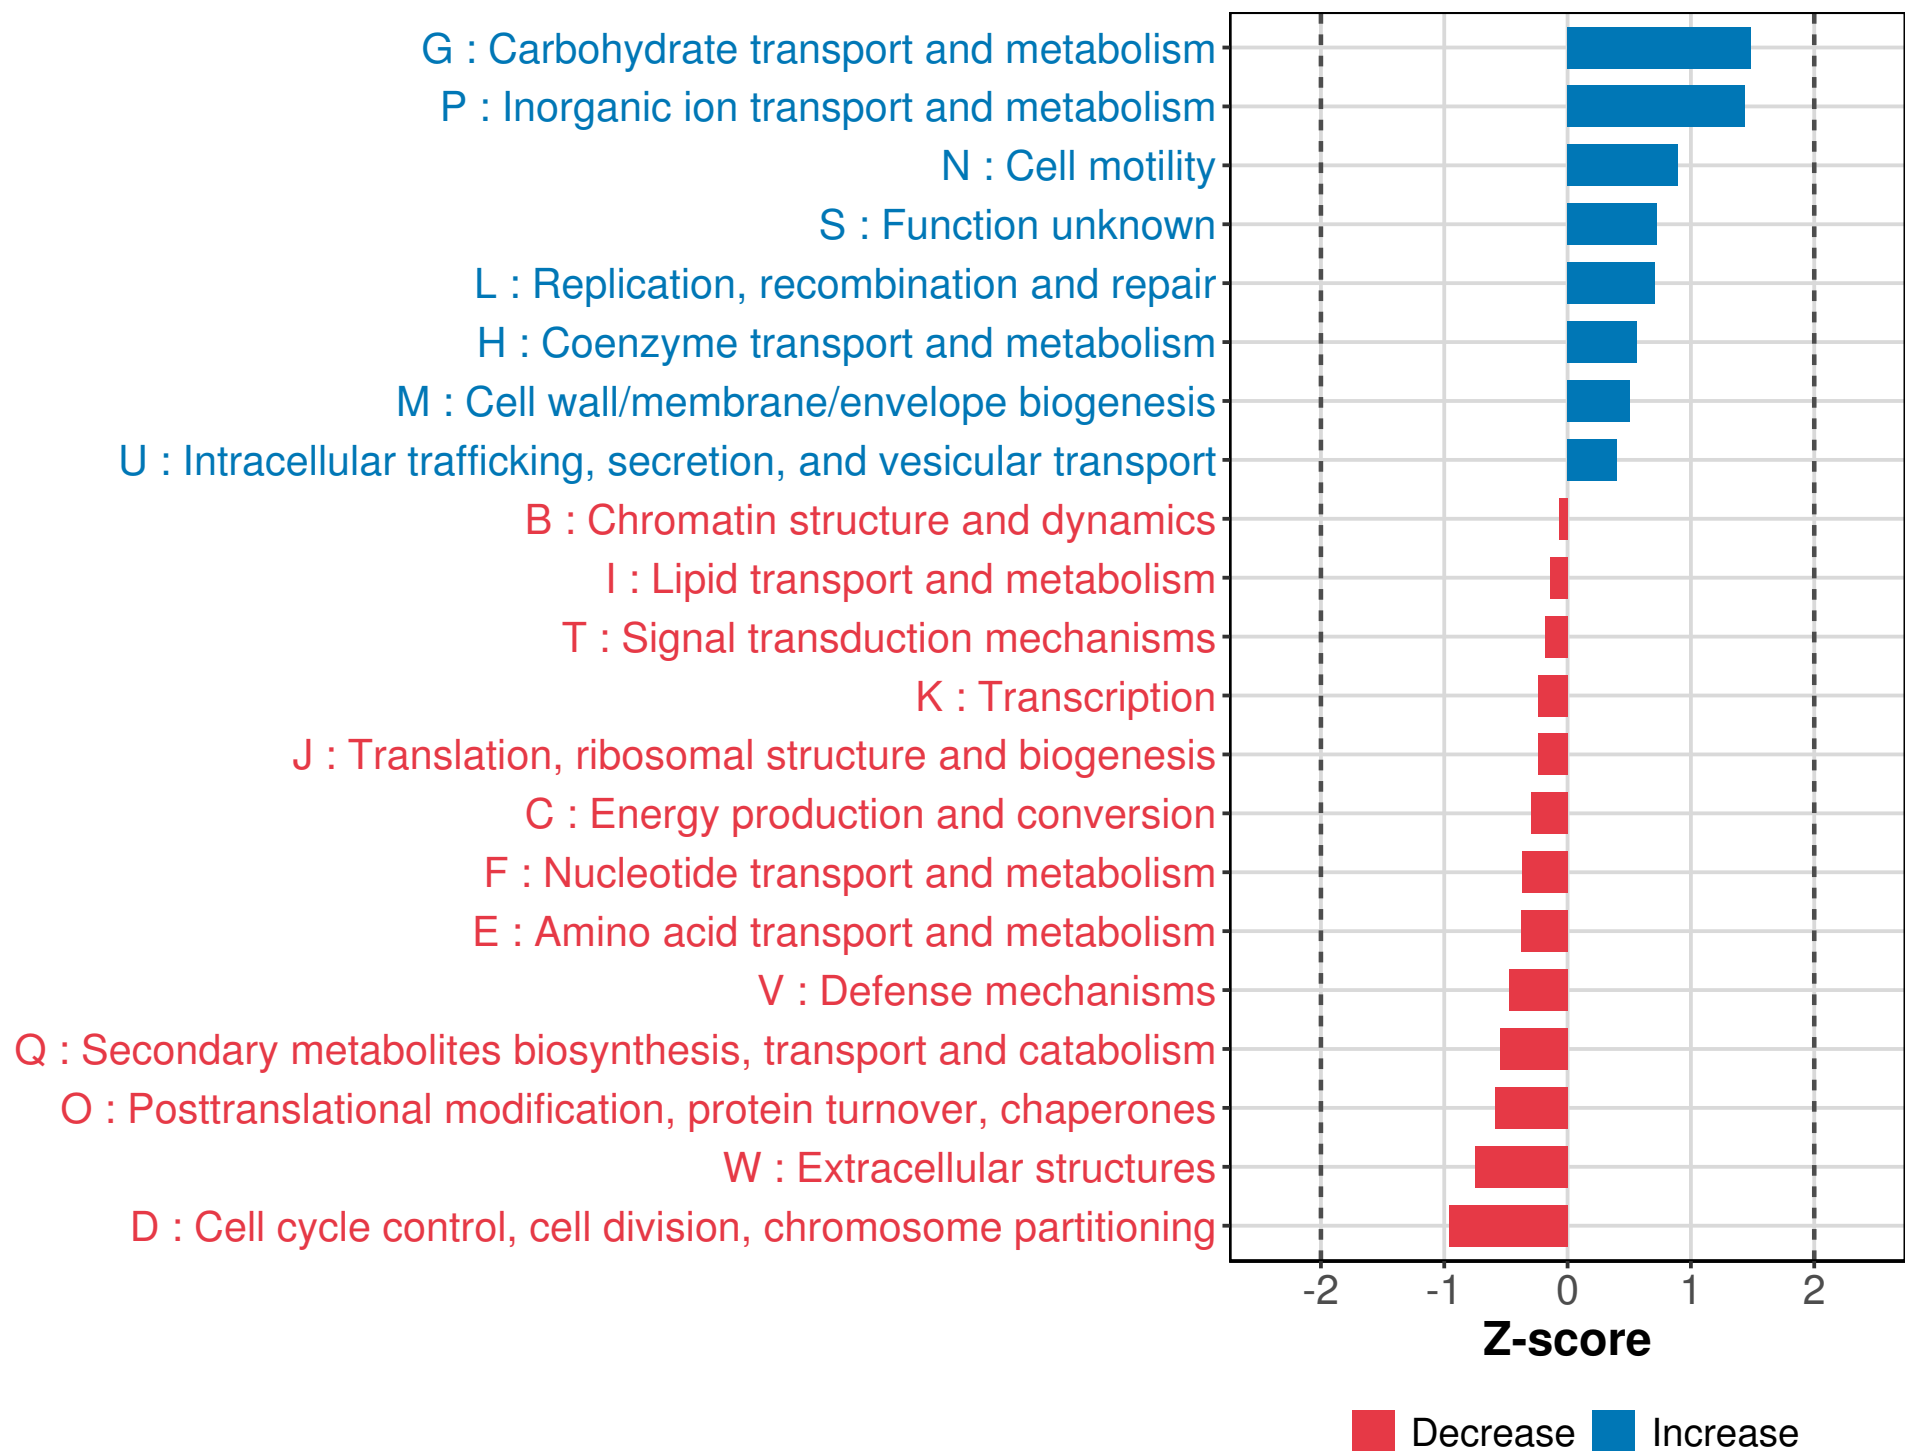 G : Carbohydrate transport and metabolism
P : Inorganic ion transport and metabolism
N : Cell motility
S : Function unknown
L : Replication, recombination and repair
H : Coenzyme transport and metabolism
M : Cell wall/membrane/envelope biogenesis
U : Intracellular trafficking, secretion, and vesicular transport
B : Chromatin structure and dynamics
I : Lipid transport and metabolism
T : Signal transduction mechanisms
K : Transcription
J : Translation, ribosomal structure and biogenesis
C : Energy production and conversion
F : Nucleotide transport and metabolism
E : Amino acid transport and metabolism
V : Defense mechanisms
Q : Secondary metabolites biosynthesis, transport and catabolism
O : Posttranslational modification, protein turnover, chaperones
W : Extracellular structures
D : Cell cycle control, cell division, chromosome partitioning
-2 -1 0 1 2
Z-score
Decrease Increase